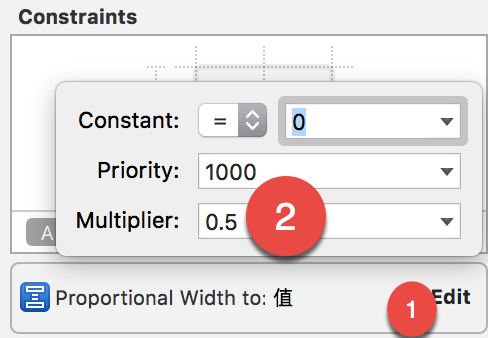 Constraints
Constant: = 0
Priority: 1000
Multiplier: 0.5 2
A
Proportional Width to: 值 1 Edit